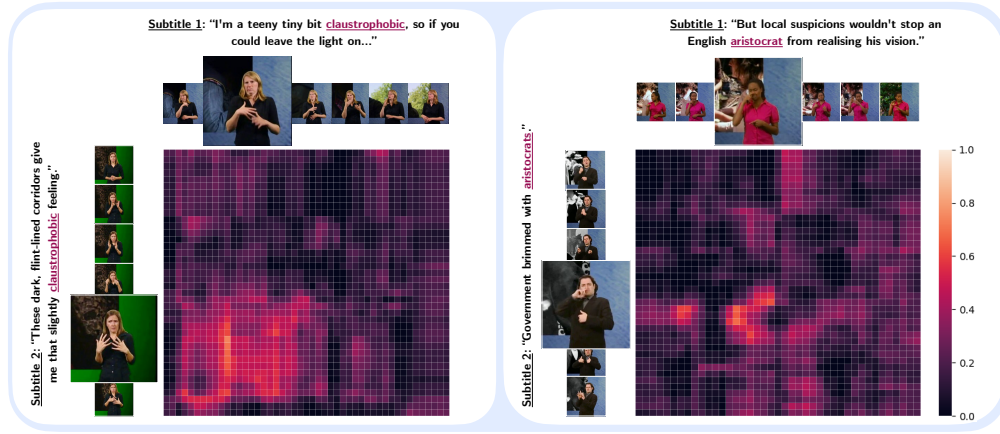 Subtitle 1: “I'm a teeny tiny bit claustrophobic, so if you
could leave the light on...”
Subtitle 2: “These dark, flint-lined corridors give
me that slightly claustrophobic feeling.”
Subtitle 1: “But local suspicions wouldn't stop an
English aristocrat from realising his vision.”
Subtitle 2: “Government brimmed with aristocrats.”
1.0
0.8
0.6
0.4
0.2
0.0